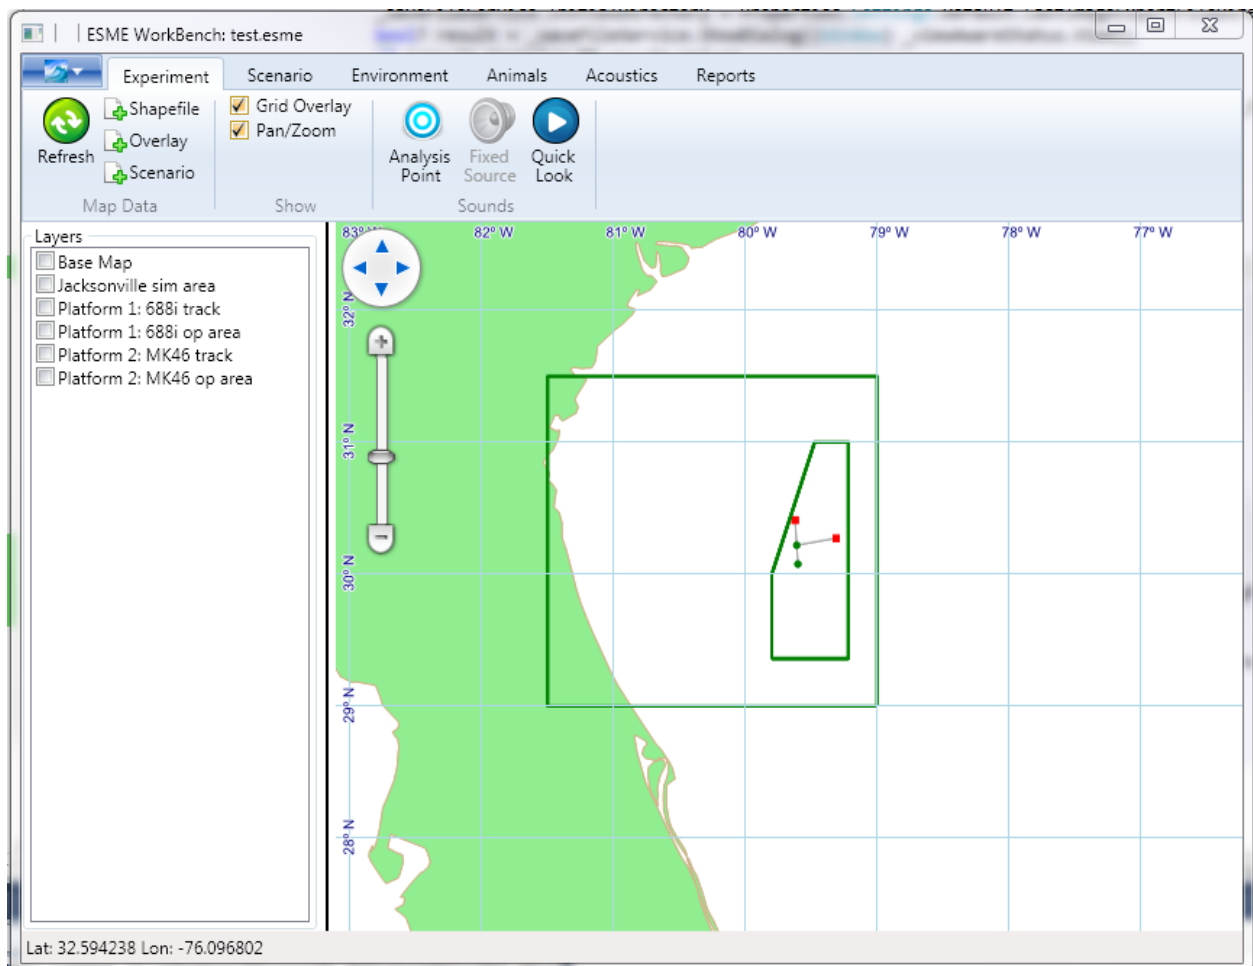 ESME WorkBench: test.esme
Experiment Scenario Environment Animals Acoustics Reports
Refresh
Shapefile
Overlay
Scenario
Map Data
Grid Overlay
Pan/Zoom
Show
Analysis Point
Fixed Source
Quick Look
Sounds
Layers
Base Map
Jacksonville sim area
Platform 1: 688i track
Platform 1: 688i op area
Platform 2: MK46 track
Platform 2: MK46 op area
83° W 82° W 81° W 80° W 79° W 78° W 77° W
32° N
31° N
30° N
29° N
28° N
Lat: 32.594238 Lon: -76.096802